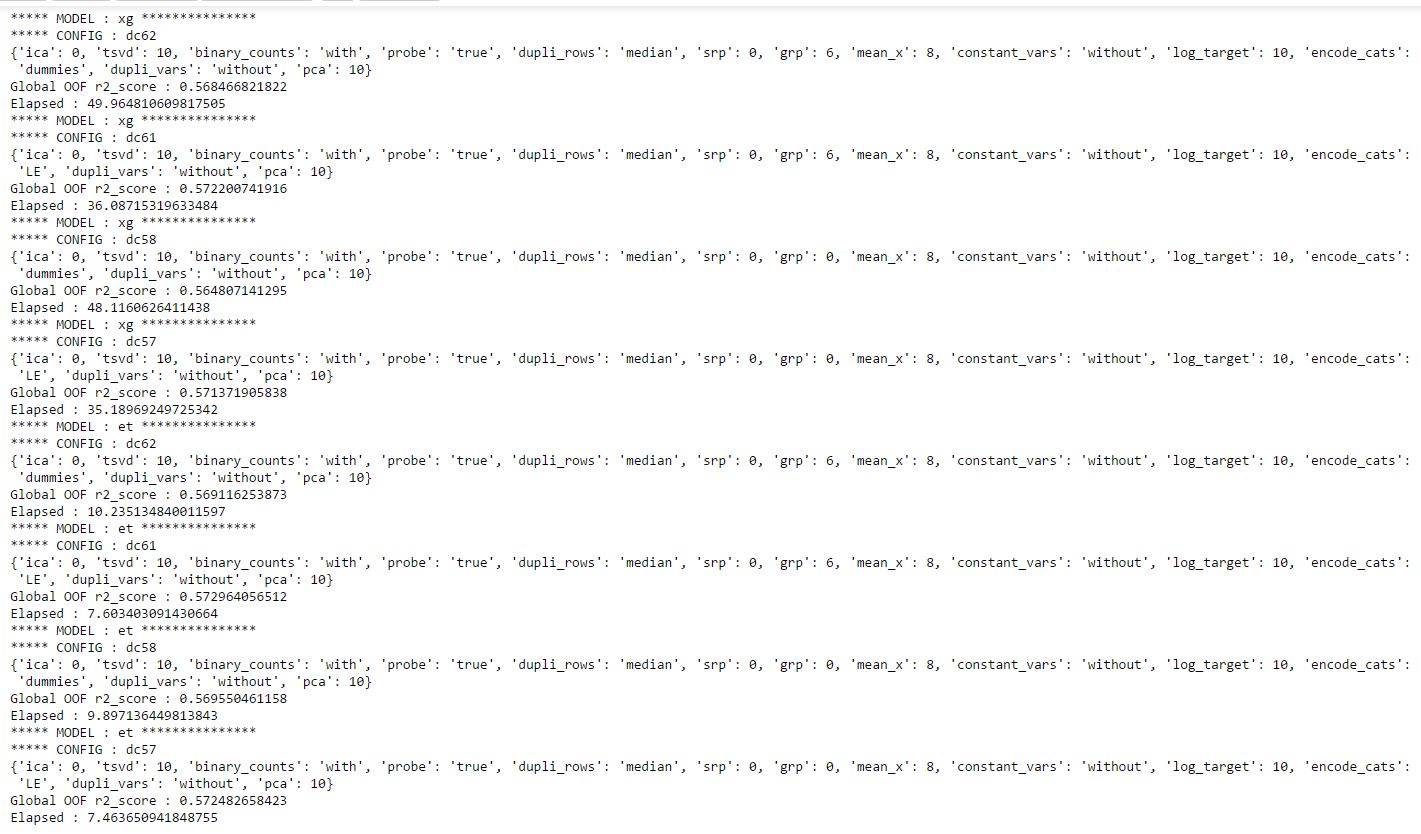 ***** MODEL : xg ***************
***** CONFIG : dc62
{'ica': 0, 'tsvd': 10, 'binary_counts': 'with', 'probe': 'true', 'dupli_rows': 'median', 'srp': 0, 'grp': 6, 'mean_x': 8, 'constant_vars': 'without', 'log_target': 10, 'encode_cats':
'dummies', 'dupli_vars': 'without', 'pca': 10}
Global OOF r2_score : 0.568466821822
Elapsed : 49.964810609817505
***** MODEL : xg ***************
***** CONFIG : dc61
{'ica': 0, 'tsvd': 10, 'binary_counts': 'with', 'probe': 'true', 'dupli_rows': 'median', 'srp': 0, 'grp': 6, 'mean_x': 8, 'constant_vars': 'without', 'log_target': 10, 'encode_cats':
'LE', 'dupli_vars': 'without', 'pca': 10}
Global OOF r2_score : 0.572200741916
Elapsed : 36.08715319633484
***** MODEL : xg ***************
***** CONFIG : dc58
{'ica': 0, 'tsvd': 10, 'binary_counts': 'with', 'probe': 'true', 'dupli_rows': 'median', 'srp': 0, 'grp': 0, 'mean_x': 8, 'constant_vars': 'without', 'log_target': 10, 'encode_cats':
'dummies', 'dupli_vars': 'without', 'pca': 10}
Global OOF r2_score : 0.564807141295
Elapsed : 48.1160626411438
***** MODEL : xg ***************
***** CONFIG : dc57
{'ica': 0, 'tsvd': 10, 'binary_counts': 'with', 'probe': 'true', 'dupli_rows': 'median', 'srp': 0, 'grp': 0, 'mean_x': 8, 'constant_vars': 'without', 'log_target': 10, 'encode_cats':
'LE', 'dupli_vars': 'without', 'pca': 10}
Global OOF r2_score : 0.571371905838
Elapsed : 35.18969249725342
***** MODEL : et ***************
***** CONFIG : dc62
{'ica': 0, 'tsvd': 10, 'binary_counts': 'with', 'probe': 'true', 'dupli_rows': 'median', 'srp': 0, 'grp': 6, 'mean_x': 8, 'constant_vars': 'without', 'log_target': 10, 'encode_cats':
'dummies', 'dupli_vars': 'without', 'pca': 10}
Global OOF r2_score : 0.569116253873
Elapsed : 10.235134840011597
***** MODEL : et ***************
***** CONFIG : dc61
{'ica': 0, 'tsvd': 10, 'binary_counts': 'with', 'probe': 'true', 'dupli_rows': 'median', 'srp': 0, 'grp': 6, 'mean_x': 8, 'constant_vars': 'without', 'log_target': 10, 'encode_cats':
'LE', 'dupli_vars': 'without', 'pca': 10}
Global OOF r2_score : 0.572964056512
Elapsed : 7.603403091430664
***** MODEL : et ***************
***** CONFIG : dc58
{'ica': 0, 'tsvd': 10, 'binary_counts': 'with', 'probe': 'true', 'dupli_rows': 'median', 'srp': 0, 'grp': 0, 'mean_x': 8, 'constant_vars': 'without', 'log_target': 10, 'encode_cats':
'dummies', 'dupli_vars': 'without', 'pca': 10}
Global OOF r2_score : 0.569550461158
Elapsed : 9.897136449813843
***** MODEL : et ***************
***** CONFIG : dc57
{'ica': 0, 'tsvd': 10, 'binary_counts': 'with', 'probe': 'true', 'dupli_rows': 'median', 'srp': 0, 'grp': 0, 'mean_x': 8, 'constant_vars': 'without', 'log_target': 10, 'encode_cats':
'LE', 'dupli_vars': 'without', 'pca': 10}
Global OOF r2_score : 0.572482658423
Elapsed : 7.463650941848755